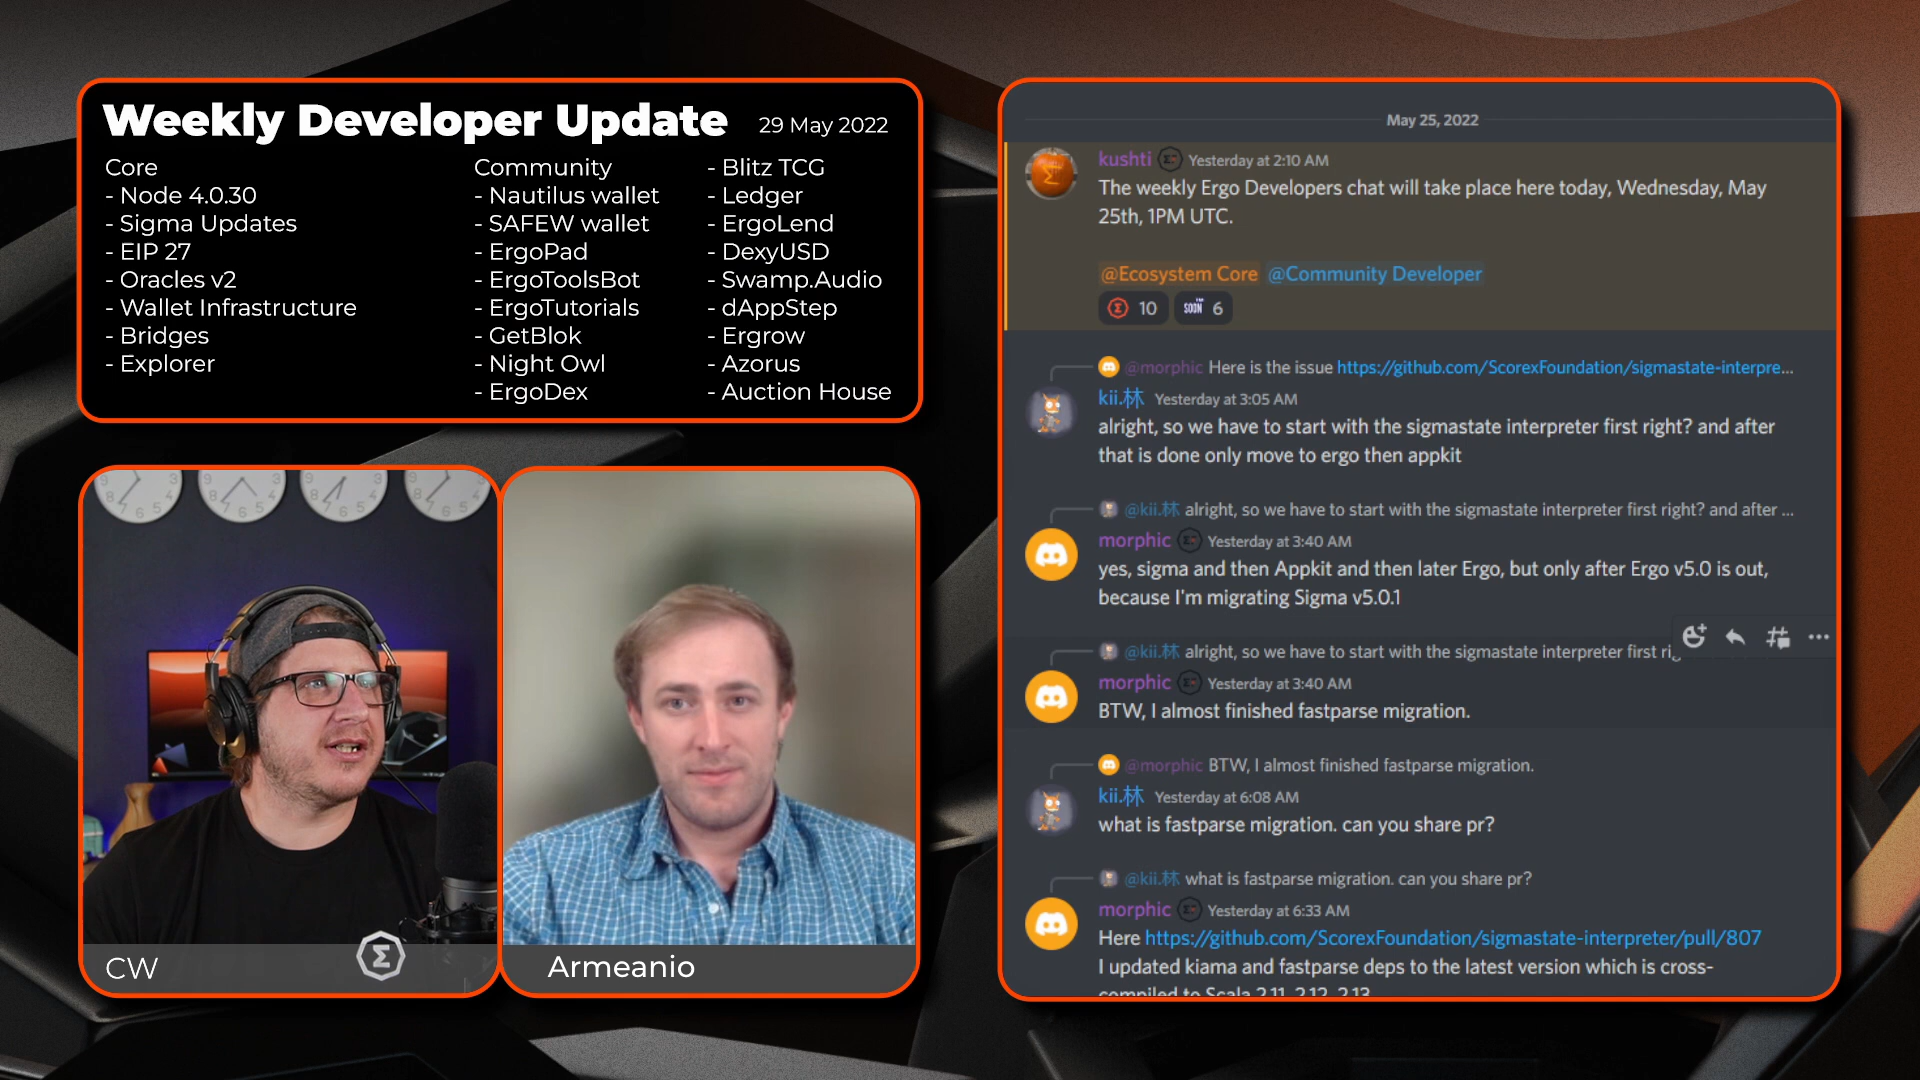 Weekly Developer Update
29 May 2022
Core
- Node 4.0.30
- Sigma Updates
- EIP 27
- Oracles v2
- Wallet Infrastructure
- Bridges
- Explorer
Community
- Nautilus wallet
- SAFEW wallet
- ErgoPad
- ErgoToolsBot
- ErgoTutorials
- GetBlok
- Night Owl
- ErgoDex
- Blitz TCG
- Ledger
- ErgoLend
- DexyUSD
- Swamp.Audio
- dAppStep
- Ergrow
- Azorus
- Auction House
CW
Armeanio
May 25, 2022
kushti Yesterday at 2:10 AM
The weekly Ergo Developers chat will take place here today, Wednesday, May
25th, 1PM UTC.
@Ecosystem Core @Community Developer
10 SOON 6
@morphic Here is the issue https://github.com/ScorexFoundation/sigmastate-interpre...
kii.林 Yesterday at 3:05 AM
alright, so we have to start with the sigmastate interpreter first right? and after
that is done only move to ergo then appkit
@kii.林 alright, so we have to start with the sigmastate interpreter first right? and after ...
morphic Yesterday at 3:40 AM
yes, sigma and then Appkit and then later Ergo, but only after Ergo v5.0 is out,
because I'm migrating Sigma v5.0.1
@kii.林 alright, so we have to start with the sigmastate interpreter first rig
morphic Yesterday at 3:40 AM
BTW, I almost finished fastparse migration.
@morphic BTW, I almost finished fastparse migration.
kii.林 Yesterday at 6:08 AM
what is fastparse migration. can you share pr?
@kii.林 what is fastparse migration. can you share pr?
morphic Yesterday at 6:33 AM
Here https://github.com/ScorexFoundation/sigmastate-interpreter/pull/807
I updated kiama and fastparse deps to the latest version which is cross-
compiled to Scala 2.11, 2.12, 2.13